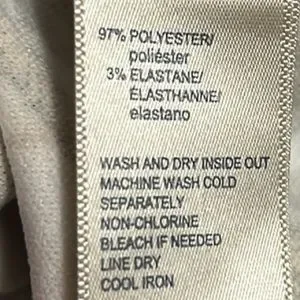 97% POLYESTER/
poliéster
3% ELASTANE/
ÉLASTHANNE/
elastano
WASH AND DRY INSIDE OUT
MACHINE WASH COLD
SEPARATELY
NON-CHLORINE
BLEACH IF NEEDED
LINE DRY
COOL IRON